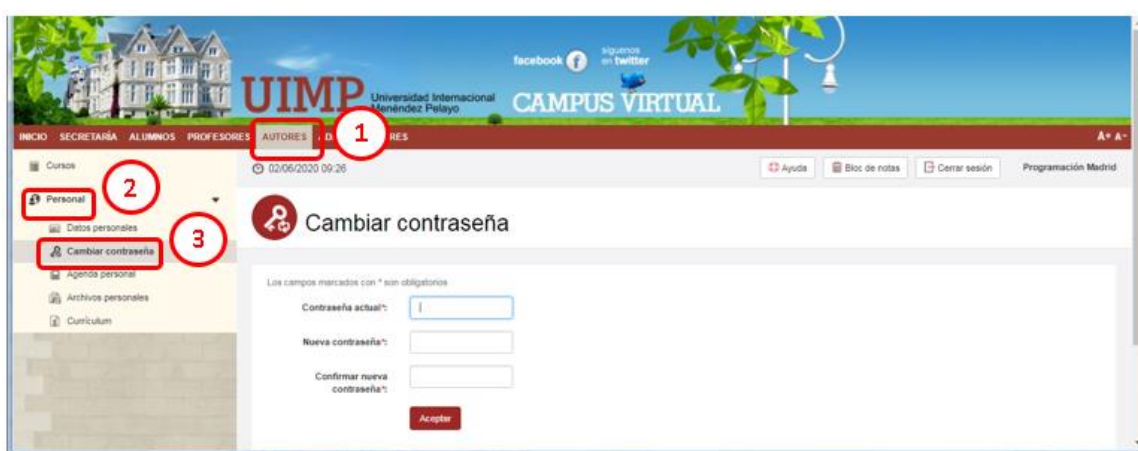 facebook f síguenos
en twitter
UIMP Universidad Internacional
Menéndez Pelayo
CAMPUS VIRTUAL
INICIO SECRETARÍA ALUMNOS PROFESORES AUTORES 1 RES A+ A-
Cursos
02/06/2020 09:26 Ayuda Bloc de notas Cerrar sesión Programación Madrid
Personal 2
Datos personales
Cambiar contraseña 3
Agenda personal
Archivos personales
Currículum
Cambiar contraseña
Los campos marcados con * son obligatorios
Contraseña actual*:
Nueva contraseña*:
Confirmar nueva
contraseña*:
Aceptar